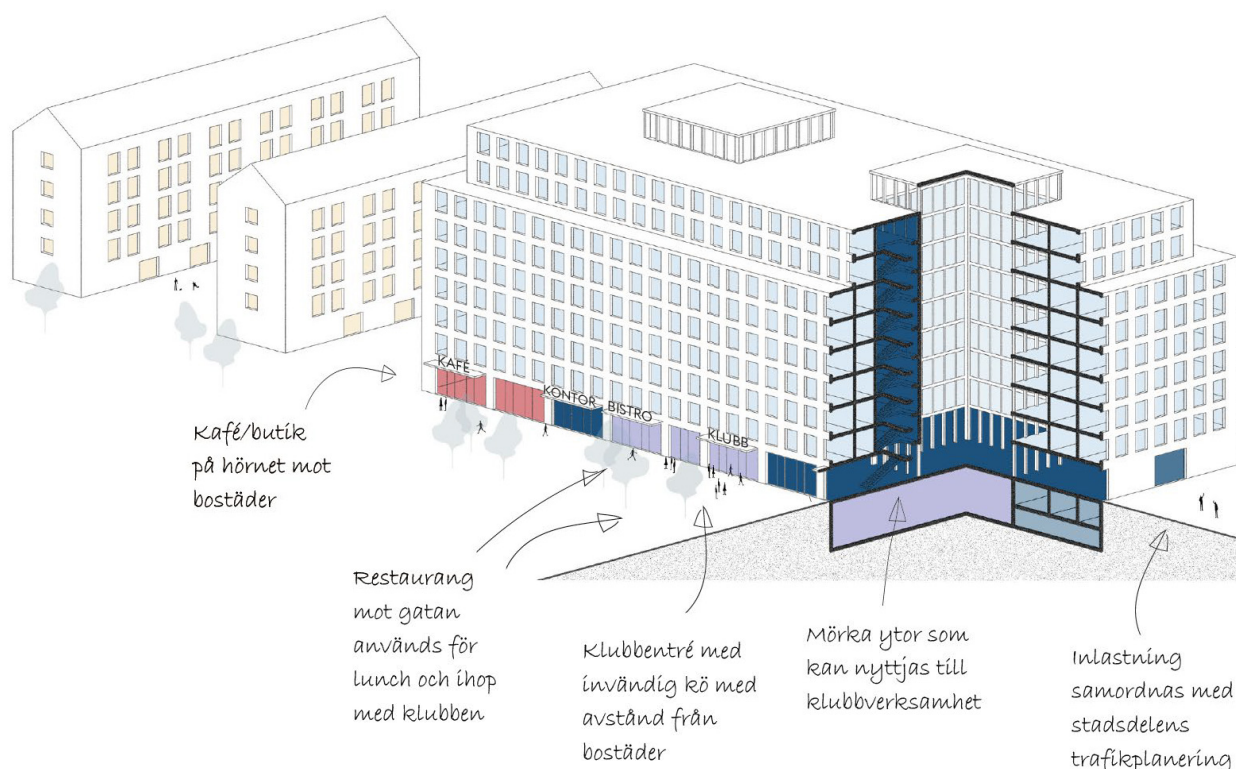 KAFÉ
KONTOR
BISTRO
KLUBB
Kafé/butik
på hörnet mot
bostäder
Restaurang
mot gatan
används för
lunch och ihop
med klubben
Klubbentré med
invändig kö med
avstånd från
bostäder
Mörka ytor som
kan nyttjas till
klubbverksamhet
Inlastning
samordnas med
stadsdelens
trafikplanering